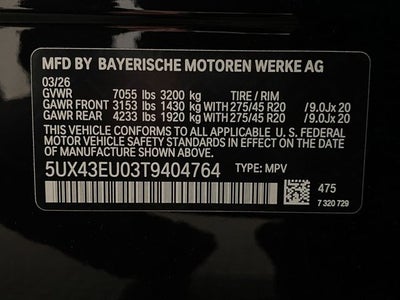 MFD BY BAYERISCHE MOTOREN WERKE AG
03/26
GVWR 7055 lbs 3200 kg TIRE / RIM
GAWR FRONT 3153 lbs 1430 kg WITH 275/45 R20 /9.0Jx 20
GAWR REAR 4233 lbs 1920 kg WITH 275/45 R20 /9.0Jx 20
THIS VEHICLE CONFORMS TO ALL APPLICABLE U. S. FEDERAL
MOTOR VEHICLE SAFETY STANDARDS IN EFFECT ON THE DATE
OF MANUFACTURE SHOWN ABOVE.
5UX43EU03T9404764 TYPE: MPV
475
7 320 729